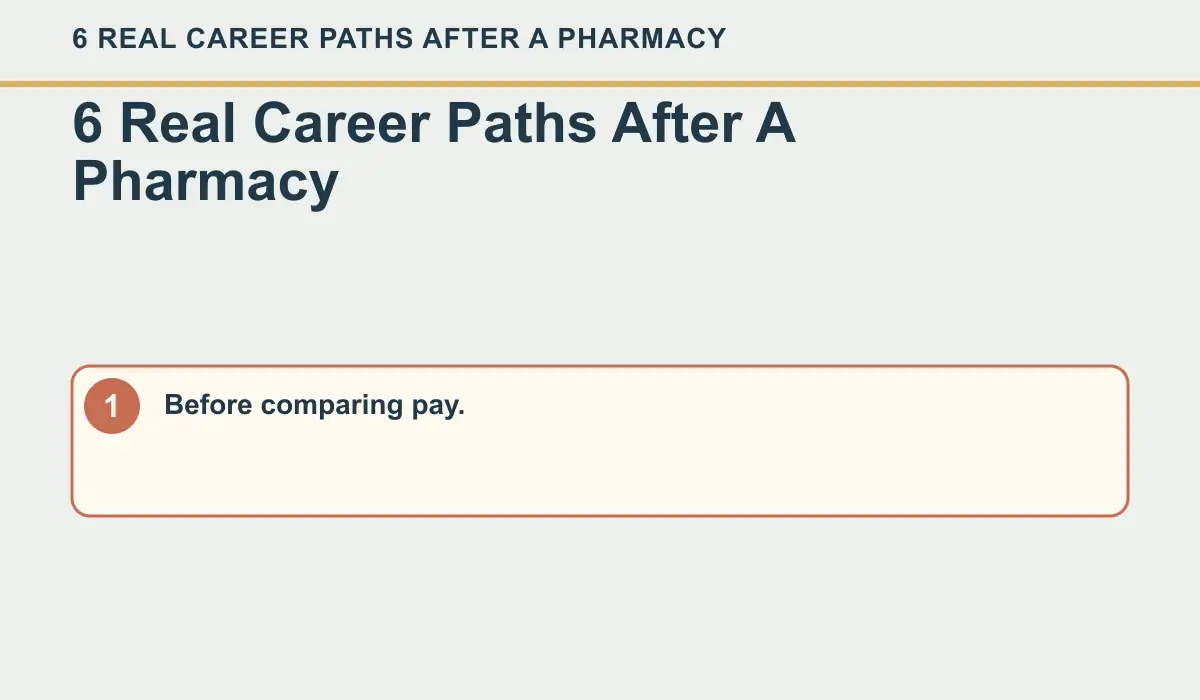 6 REAL CAREER PATHS AFTER A PHARMACY
6 Real Career Paths After A
Pharmacy
1
Before comparing pay.